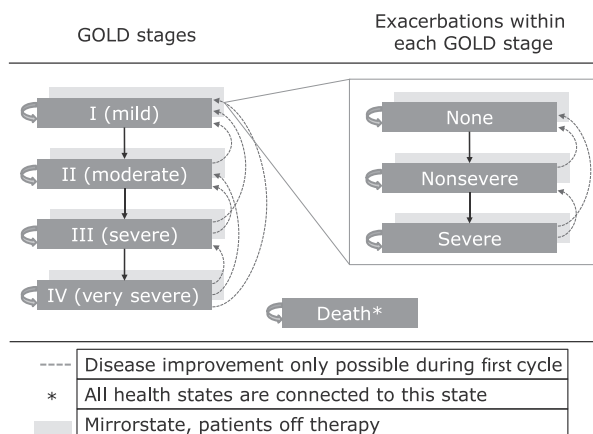 GOLD stages
Exacerbations within
each GOLD stage
I (mild)
II (moderate)
III (severe)
IV (very severe)
None
Nonsevere
Severe
Death*
Disease improvement only possible during first cycle
* All health states are connected to this state
Mirrorstate, patients off therapy